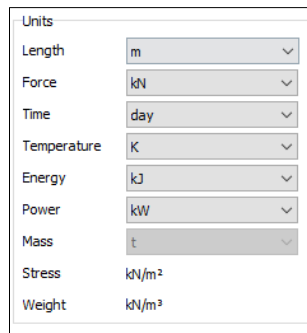 Units
Length m
Force kN
Time day
Temperature K
Energy kJ
Power kW
Mass t
Stress kN/m²
Weight kN/m³